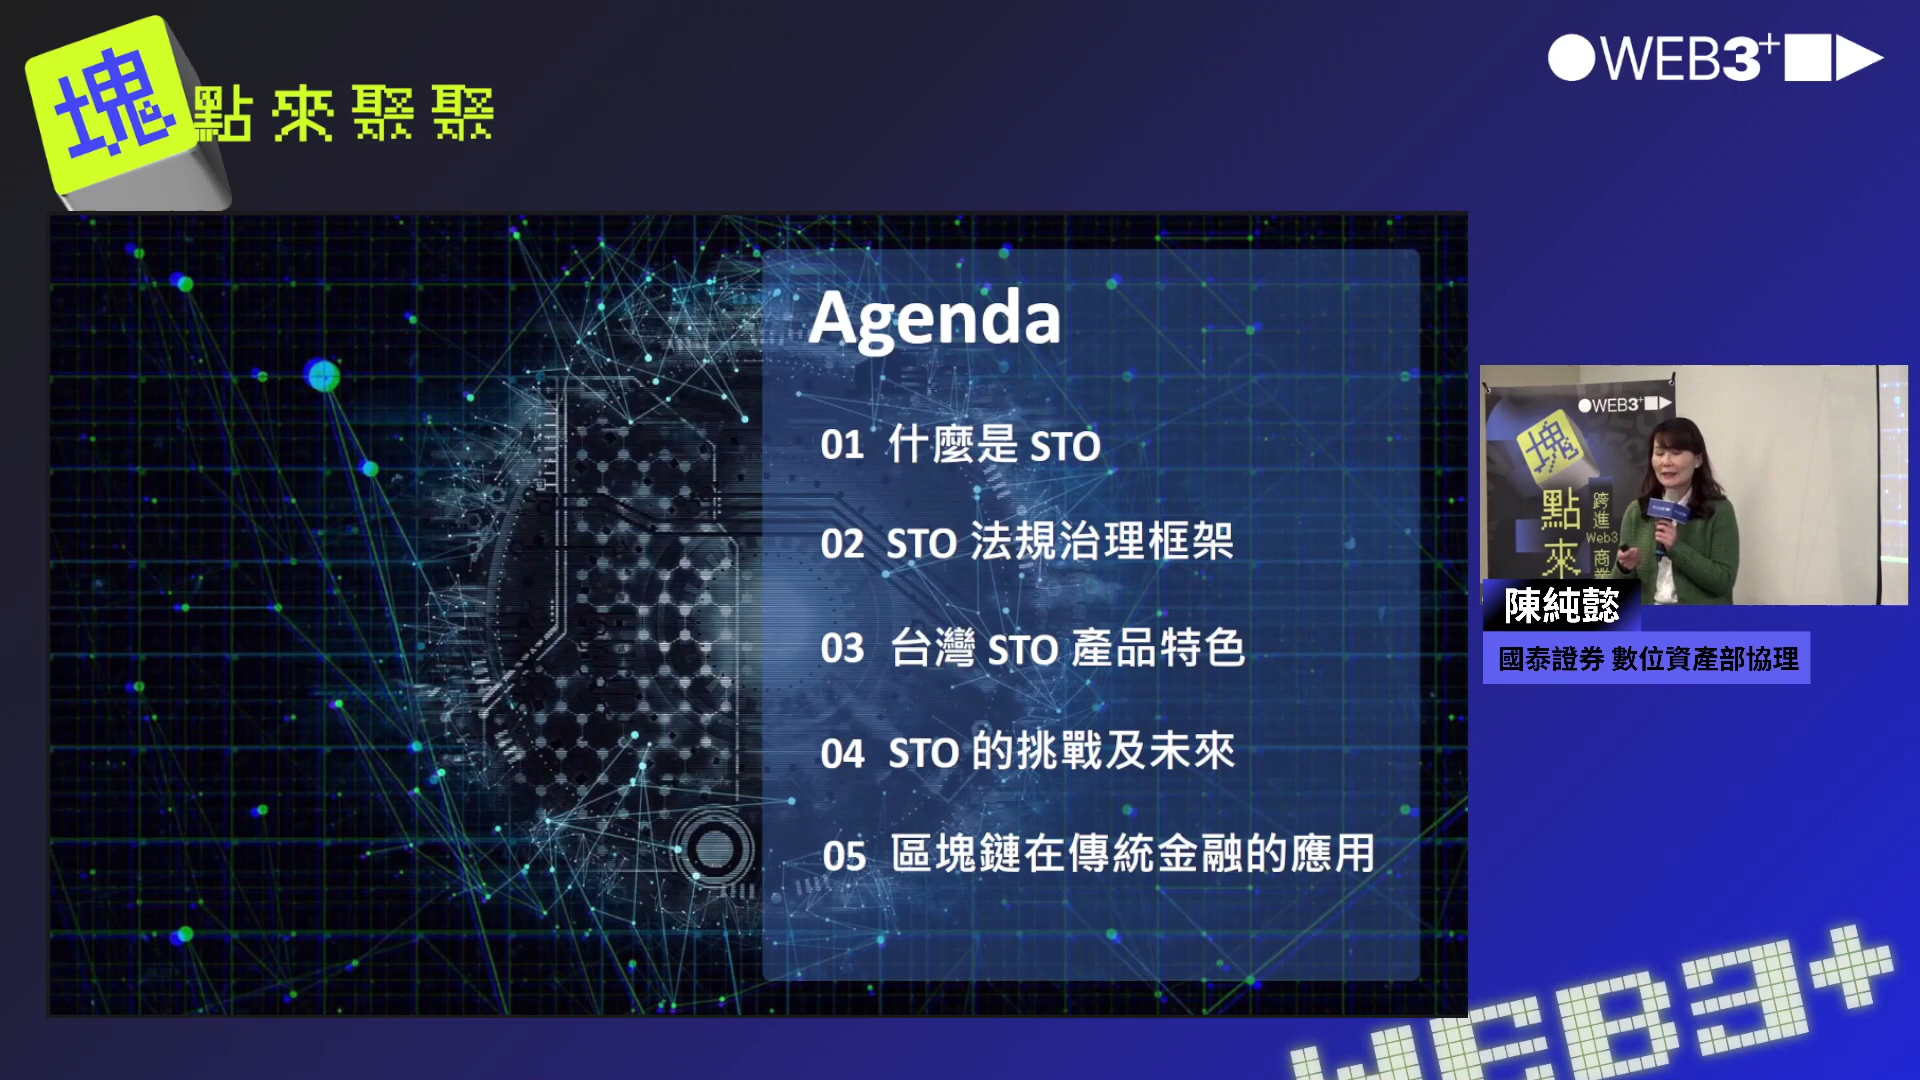 塊點來聚聚
WEB3+
Agenda
01 什麼是 STO
02 STO 法規治理框架
03 台灣 STO 產品特色
04 STO 的挑戰及未來
05 區塊鏈在傳統金融的應用
WEB3+
塊
點
來
跨進
Web3
商業
陳純懿
國泰證券 數位資產部協理
WEB3+